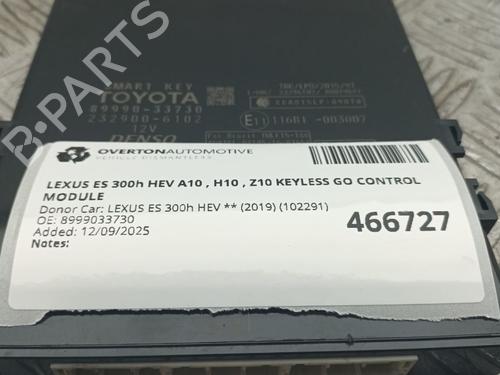 SMART KEY
TOYOTA
89990-33730
232900-6102
12V
DENSO
E11 11681 -003007
OVERTONAUTOMOTIVE
VEHICLE DISMANTLERS
LEXUS ES 300h HEV A10 , H10 , Z10 KEYLESS GO CONTROL
MODULE
Donor Car: LEXUS ES 300h HEV ** (2019) (102291)
OE: 8999033730
Added: 12/09/2025
Notes:
466727
B-PARTS